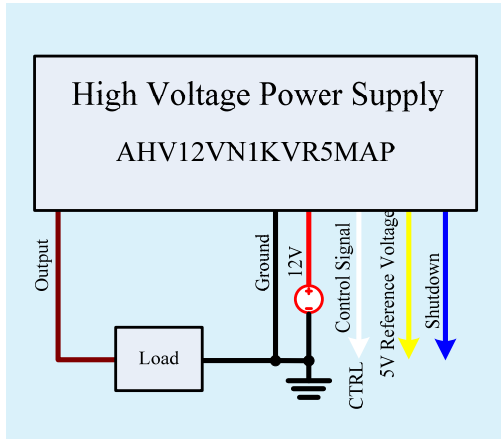 High Voltage Power Supply
AHV12VN1KVR5MAP
Output
Ground
12V
Control Signal
5V Reference Voltage
Shutdown
CTRL
Load
+
-